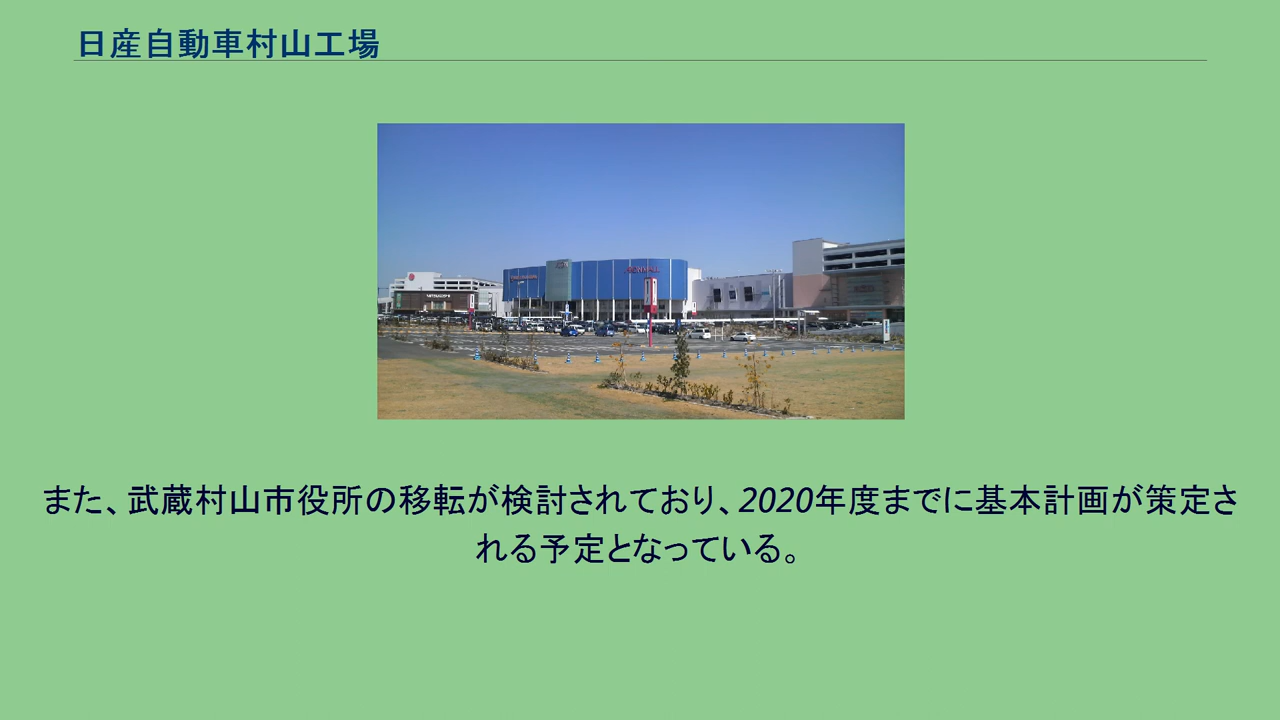 日産自動車村山工場
また、武蔵村山市役所の移転が検討されており、2020年度までに基本計画が策定さ
れる予定となっている。